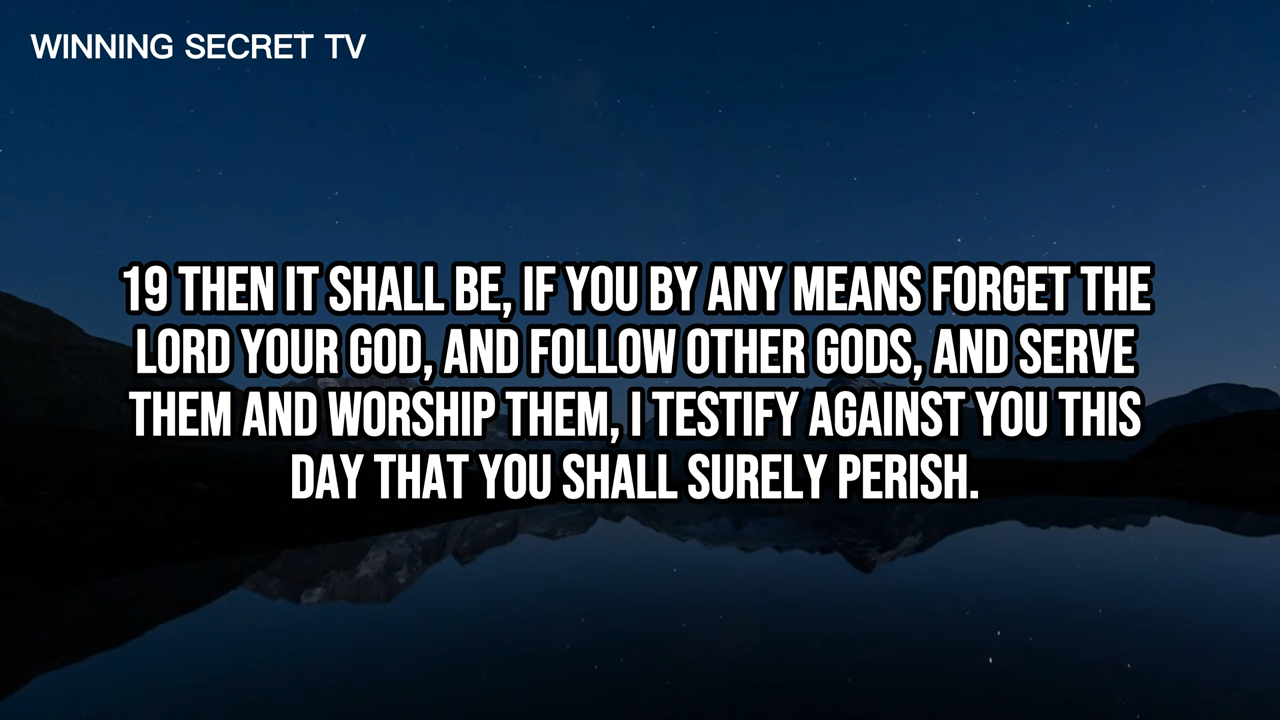 WINNING SECRET TV
19 THEN IT SHALL BE, IF YOU BY ANY MEANS FORGET THE
LORD YOUR GOD, AND FOLLOW OTHER GODS, AND SERVE
THEM AND WORSHIP THEM, I TESTIFY AGAINST YOU THIS
DAY THAT YOU SHALL SURELY PERISH.